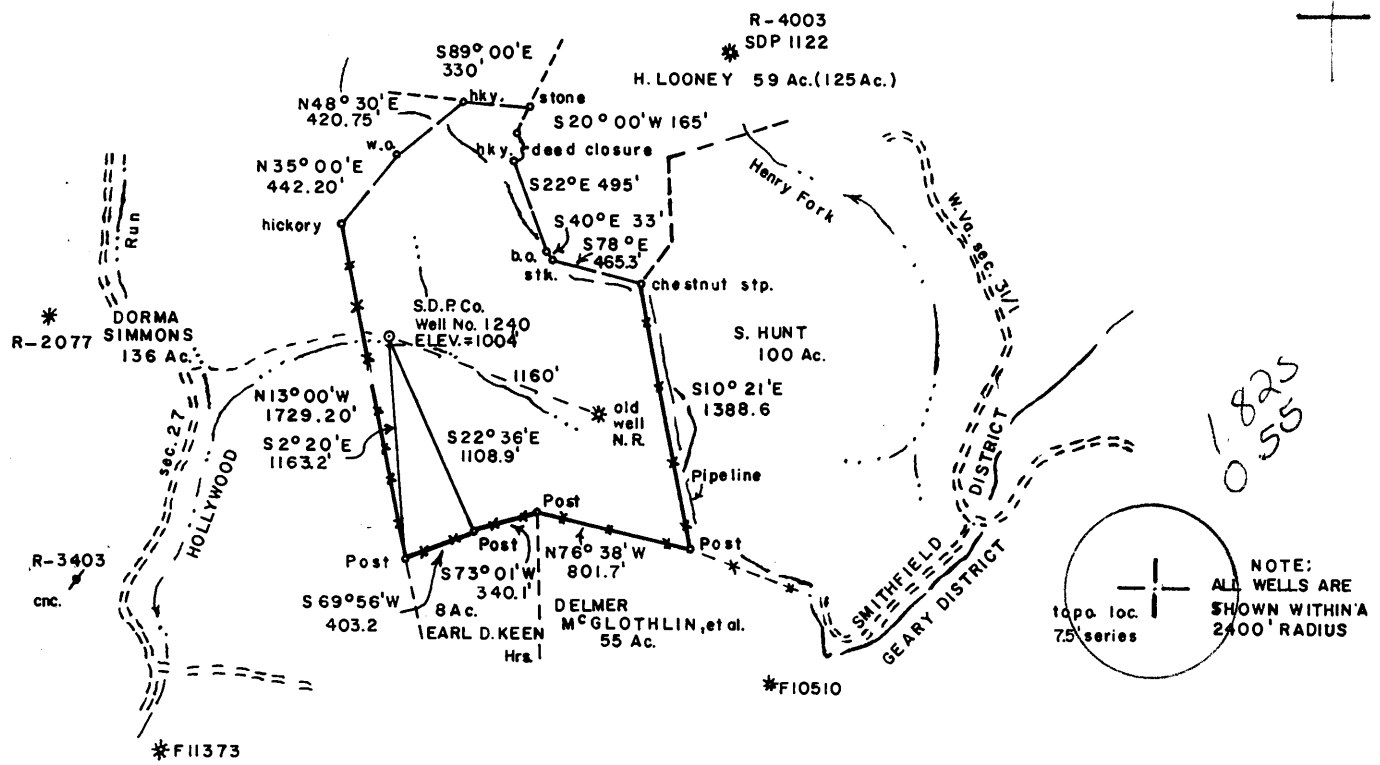 R-4003
SDP 1122
H. LOONEY 59 Ac.(125Ac.)
S89°00'E
330'
hky.
stone
N48°30'E
420.75'
S20°00'W 165'
w.o.
hky.
deed closure
N35°00'E
442.20'
S22°E 495'
Henry Fork
hickory
S40°E 33'
S78°E
465.3'
b.o.
stk.
chestnut stp.
W. Va. sec. 31/1
Run
R-2077
DORMA
SIMMONS
136 Ac.
S.D.P. Co.
Well No. 1240
ELEV.=1004'
S. HUNT
100 Ac.
1160'
old
well
N.R.
S10°21'E
1388.6
N13°00'W
1729.20'
S2°20'E
1163.2'
S22°36'E
1108.9'
sec. 27
HOLLYWOOD
Pipeline
DISTRICT
1.825
0.55
Post
Post
Post
Post
N76°38'W
801.7'
S73°01'W
340.1'
S 69°56'W
403.2
8 Ac.
EARL D. KEEN
Hrs.
DELMER
McGLOTHLIN, et al.
55 Ac.
R-3403
cnc.
SMITHFIELD
GEARY DISTRICT
topo. loc.
7.5' series
NOTE:
ALL WELLS ARE
SHOWN WITHIN A
2400' RADIUS
F10510
F11373